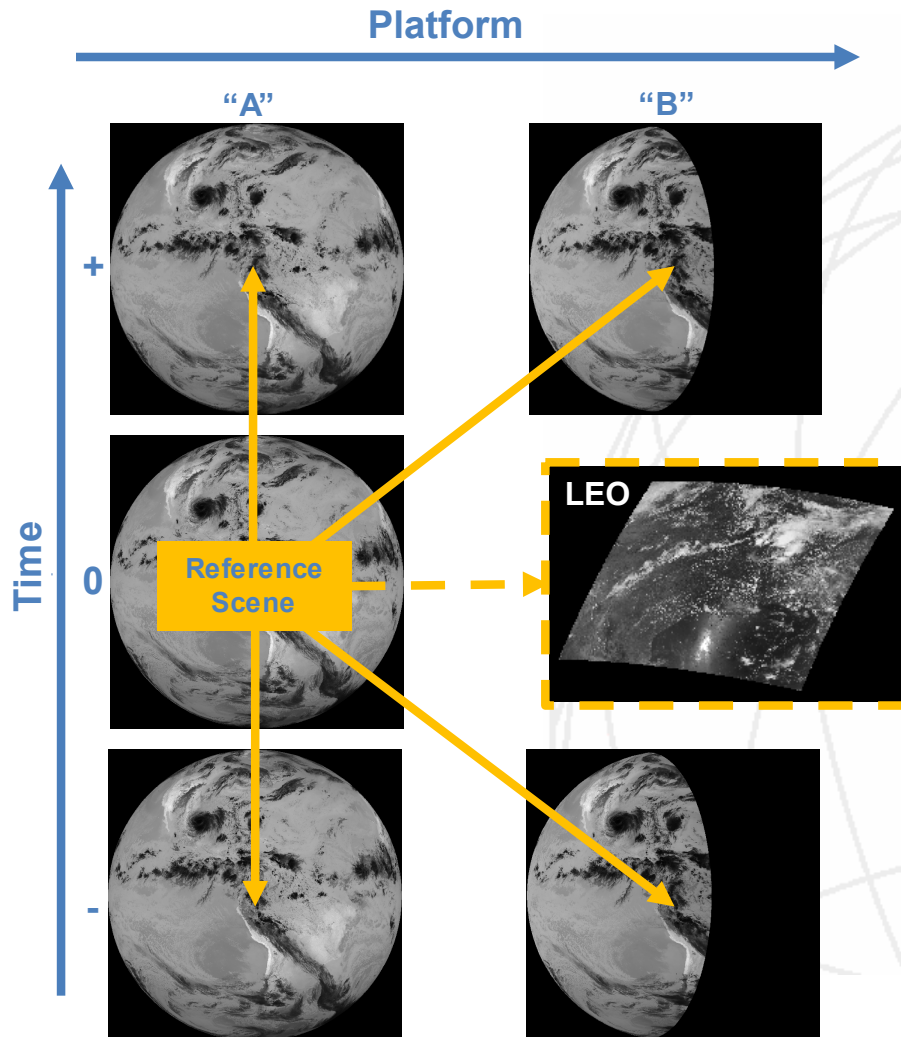 Platform
“A”
“B”
+
LEO
Time
0
Reference
Scene
-